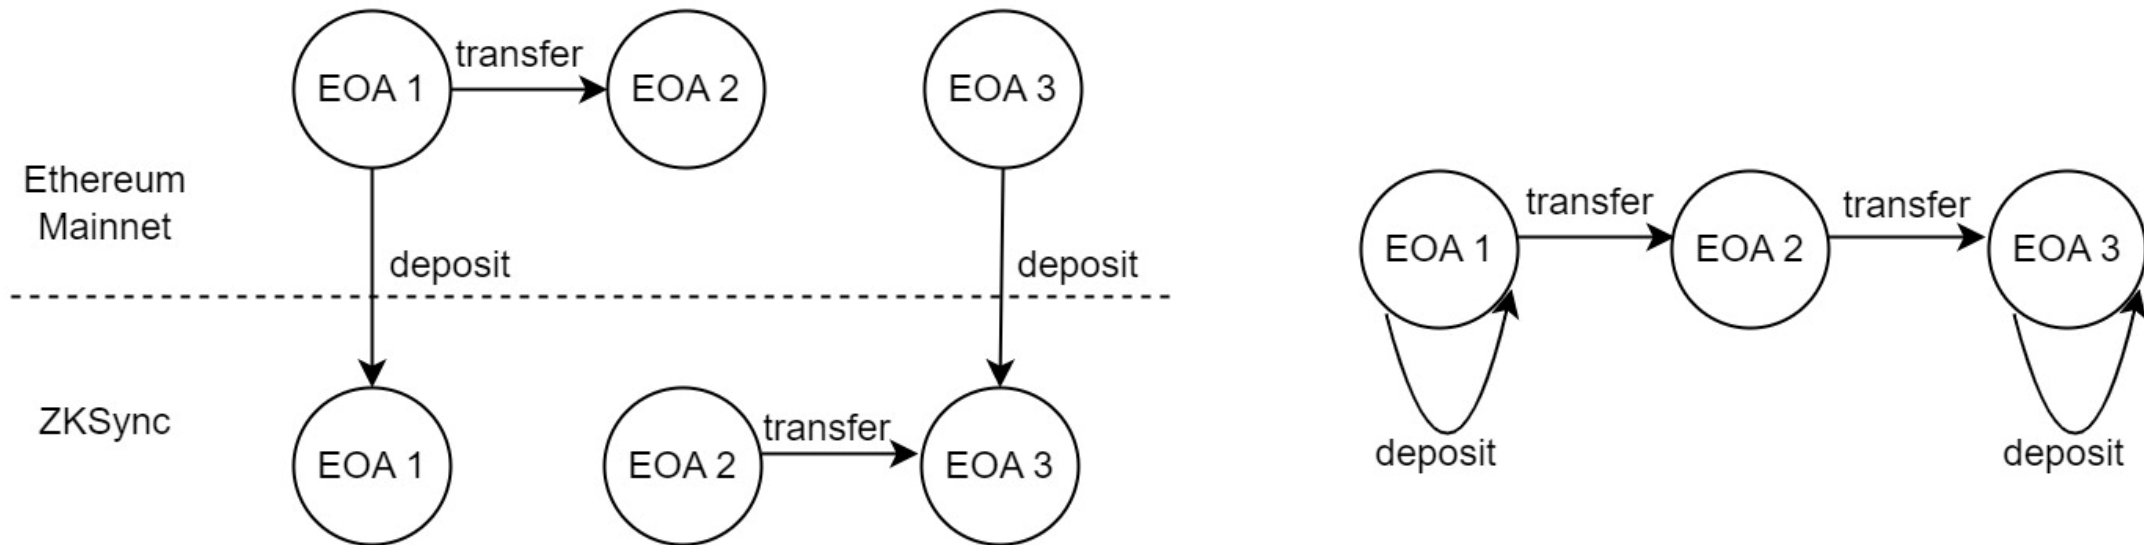 EOA 1
transfer
EOA 2
EOA 3
Ethereum
Mainnet
deposit
deposit
ZKSync
EOA 1
EOA 2
transfer
EOA 3
EOA 1
transfer
EOA 2
transfer
EOA 3
deposit
deposit